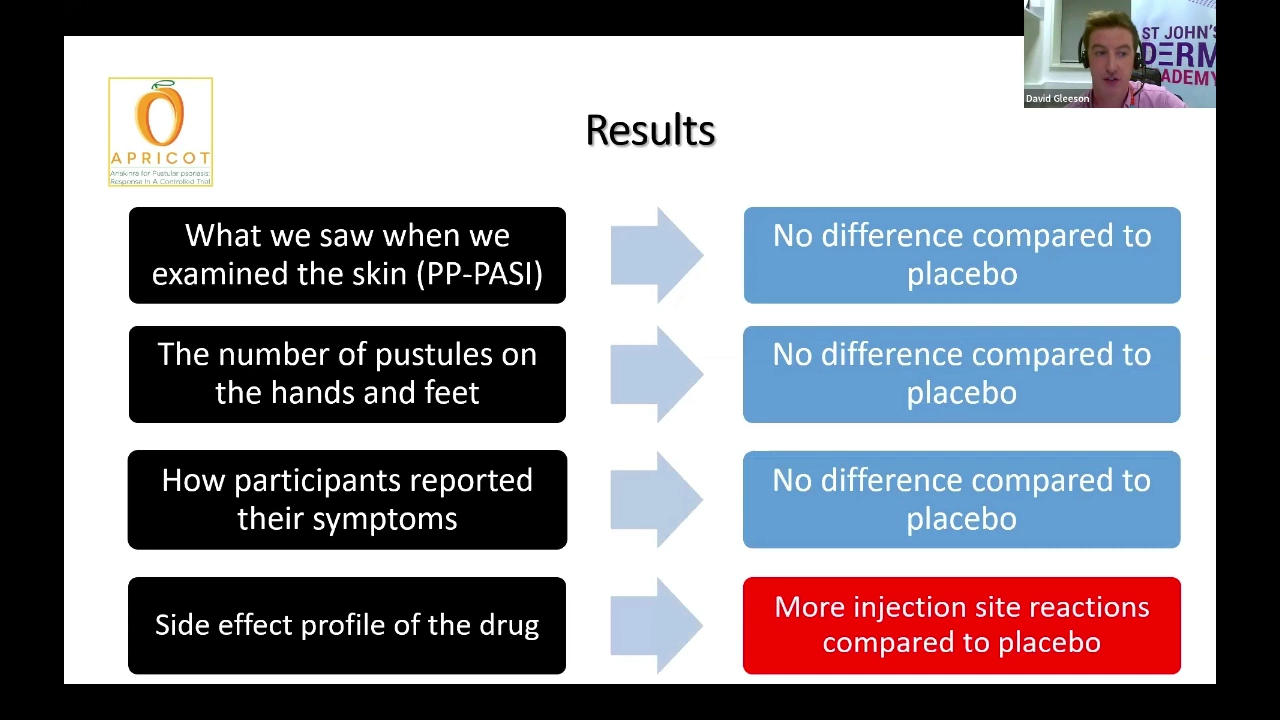 ST JOHN'S
DERM
ADEMY
David Gleeson
APRICOT
Anakinra for Pustular psoriasis:
Response In A Controlled Trial
Results
What we saw when we
examined the skin (PP-PASI)
No difference compared to
placebo
The number of pustules on
the hands and feet
No difference compared to
placebo
How participants reported
their symptoms
No difference compared to
placebo
Side effect profile of the drug
More injection site reactions
compared to placebo